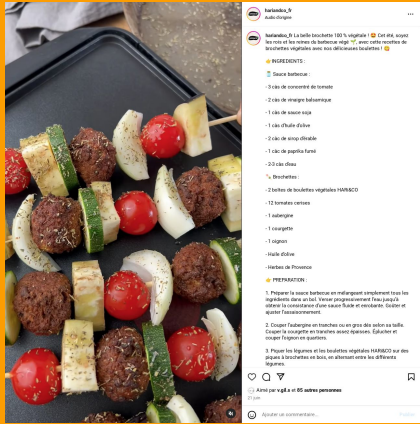 hariandco_fr
Audio d'origine
hariandco_fr La belle brochette 100 % végétale ! 🤩 Cet été, soyez
les rois et les reines du barbecue végé 🌱, avec cette recettes de
brochettes végétales avec nos délicieuses boulettes ! 😋
👉INGREDIENTS :
Sauce barbecue :
- 3 càs de concentré de tomate
- 2 càs de vinaigre balsamique
- 1 càs de sauce soja
- 1 càs d'huile d'olive
- 2 càc de sirop d'érable
- 1 càc de paprika fumé
- 2-3 càs d'eau
🍡 Brochettes :
- 2 boîtes de boulettes végétales HARi&CO
- 12 tomates cerises
- 1 aubergine
- 1 courgette
- 1 oignon
- Huile d'olive
- Herbes de Provence
👉 PREPARATION :
1. Préparer la sauce barbecue en mélangeant simplement tous les
ingrédients dans un bol. Verser progressivement l'eau jusqu'à
obtenir la consistance d'une sauce fluide et enrobante. Goûter et
ajuster l'assaisonnement.
2. Couper l'aubergine en tranches ou en gros dés selon sa taille.
Couper la courgette en tranches assez épaisses. Éplucher et
couper l'oignon en quartiers.
3. Piquer les légumes et les boulettes végétales HARi&CO sur des
piques à brochette en bois, en alternant entre les différents
légumes.
Aimé par v.gil.s et 85 autres personnes
21 juin
Ajouter un commentaire...
Publier